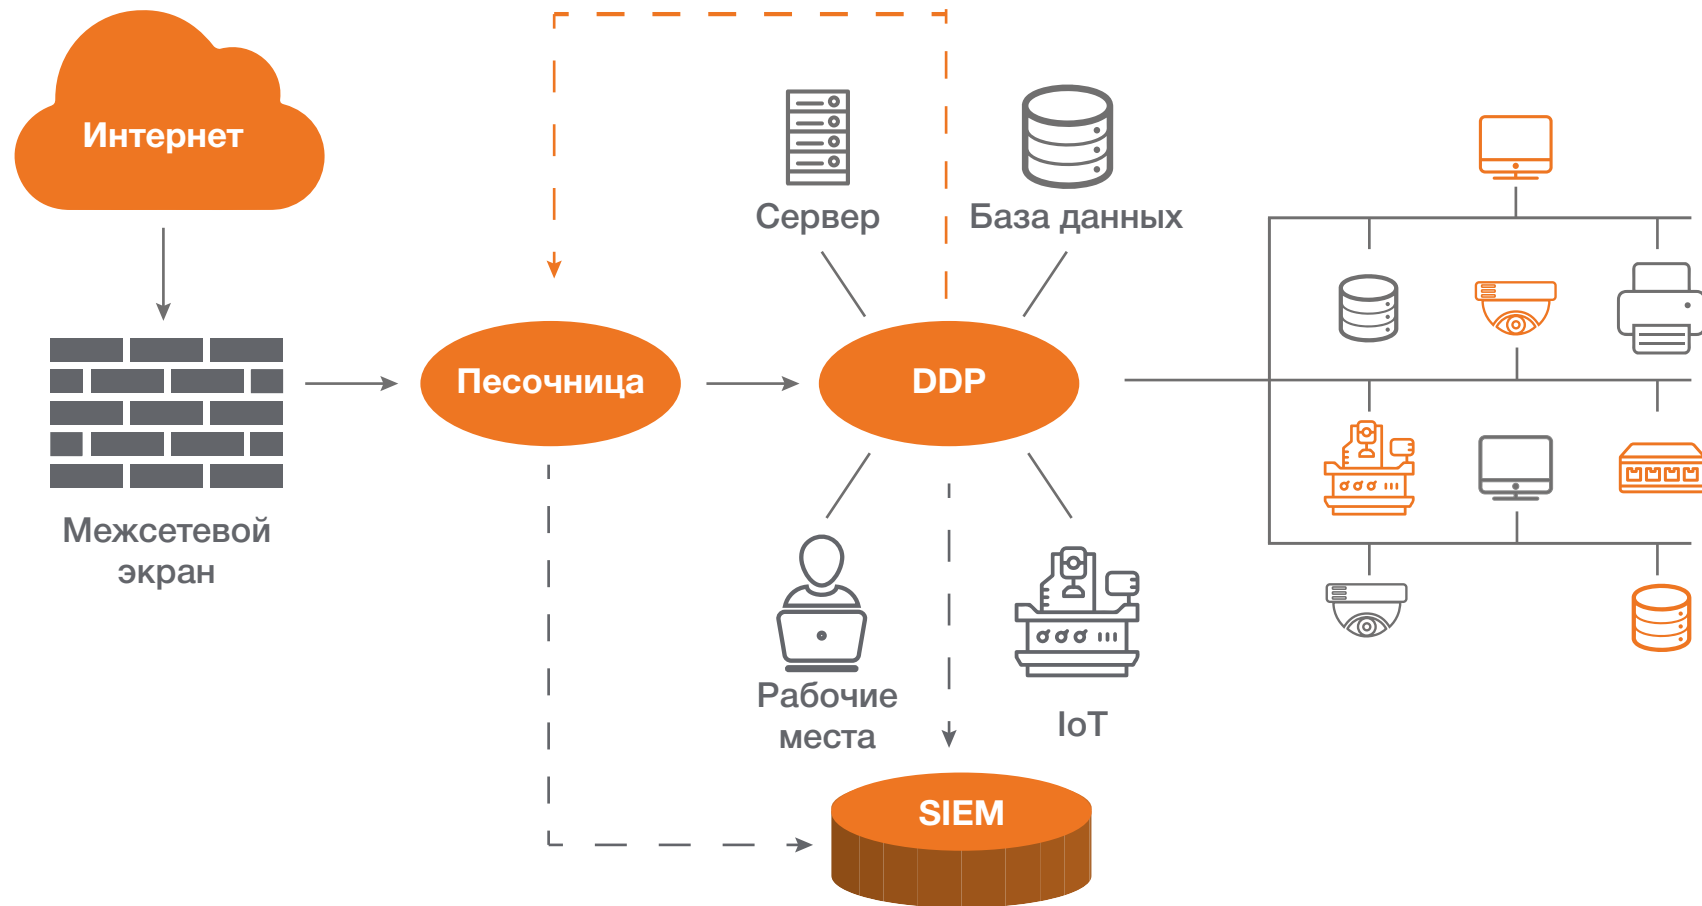 Интернет
Сервер
База данных
Песочница
DDP
Межсетевой
экран
Рабочие
места
IoT
SIEM